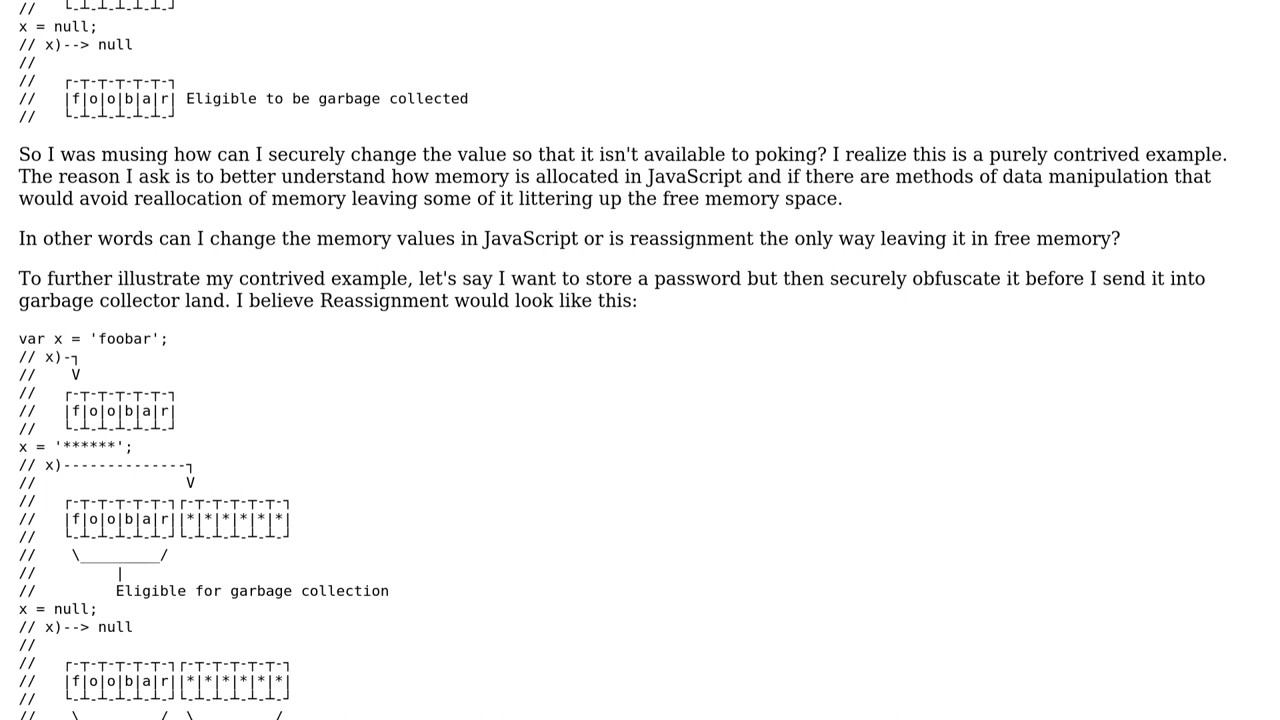 //   └-┴-┴-┴-┴-┴-┘
x = null;
// x)--> null
//
//   ┌-┬-┬-┬-┬-┬-┐
//   |f|o|o|b|a|r| Eligible to be garbage collected
//   └-┴-┴-┴-┴-┴-┘
So I was musing how can I securely change the value so that it isn't available to poking? I realize this is a purely contrived example.
The reason I ask is to better understand how memory is allocated in JavaScript and if there are methods of data manipulation that
would avoid reallocation of memory leaving some of it littering up the free memory space.
In other words can I change the memory values in JavaScript or is reassignment the only way leaving it in free memory?
To further illustrate my contrived example, let's say I want to store a password but then securely obfuscate it before I send it into
garbage collector land. I believe Reassignment would look like this:
var x = 'foobar';
// x)-┐
//    V
//   ┌-┬-┬-┬-┬-┬-┐
//   |f|o|o|b|a|r|
//   └-┴-┴-┴-┴-┴-┘
x = '******';
// x)--------------┐
//                 V
//   ┌-┬-┬-┬-┬-┬-┐┌-┬-┬-┬-┬-┬-┐
//   |f|o|o|b|a|r||*|*|*|*|*|*|
//   └-┴-┴-┴-┴-┴-┘└-┴-┴-┴-┴-┴-┘
//    \_________/
//         |
//         Eligible for garbage collection
x = null;
// x)--> null
//
//   ┌-┬-┬-┬-┬-┬-┐┌-┬-┬-┬-┬-┬-┐
//   |f|o|o|b|a|r||*|*|*|*|*|*|
//   └-┴-┴-┴-┴-┴-┘└-┴-┴-┴-┴-┴-┘
//    \         /  \         /